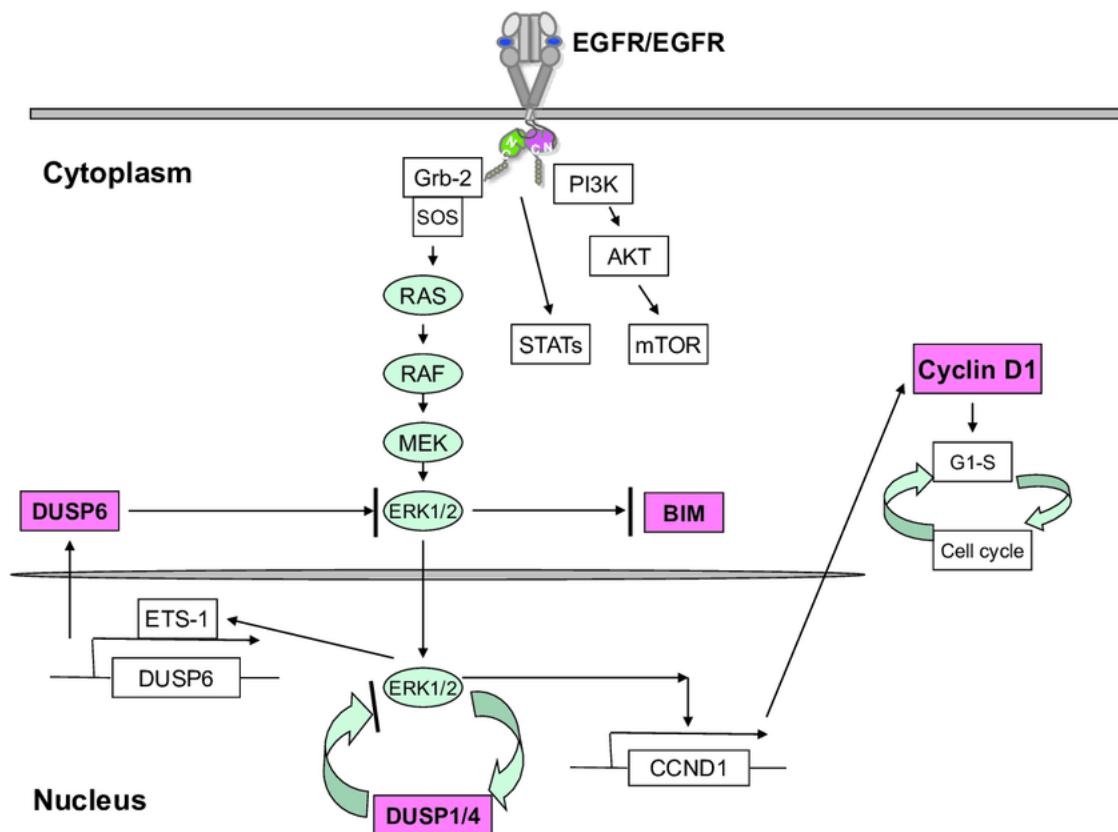 EGFR/EGFR
Cytoplasm
N
C
C
N
Grb-2
SOS
PI3K
AKT
RAS
STATs
mTOR
RAF
Cyclin D1
MEK
G1-S
DUSP6
ERK1/2
BIM
Cell cycle
ETS-1
DUSP6
ERK1/2
CCND1
Nucleus
DUSP1/4